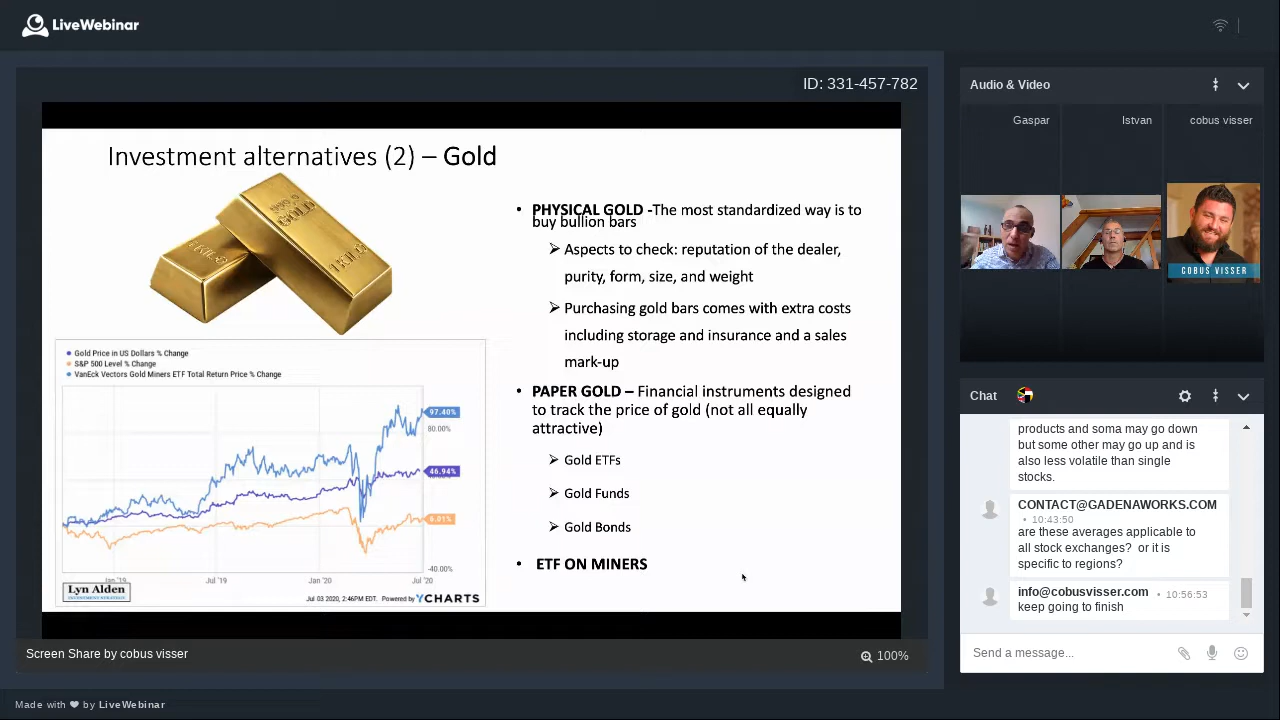 LiveWebinar
ID: 331-457-782
Investment alternatives (2) – Gold
GOLD
1KILO
1KILO
• PHYSICAL GOLD -The most standardized way is to
buy bullion bars
➢ Aspects to check: reputation of the dealer,
purity, form, size, and weight
➢ Purchasing gold bars comes with extra costs
including storage and insurance and a sales
mark-up
• PAPER GOLD – Financial instruments designed
to track the price of gold (not all equally
attractive)
➢ Gold ETFs
➢ Gold Funds
➢ Gold Bonds
• ETF ON MINERS
Gold Price in US Dollars % Change
S&P 500 Level % Change
VanEck Vectors Gold Miners ETF Total Return Price % Change
97.40%
80.00%
46.94%
9.01%
-40.00%
Jan '19
Jul '19
Jan '20
Jul '20
Lyn Alden
Jul 03 2020, 2:46PM EDT. Powered by YCHARTS
Screen Share by cobus visser
100%
Audio & Video
Gaspar
Istvan
cobus visser
COBUS VISSER
Chat
products and soma may go down
but some other may go up and is
also less volatile than single
stocks.
CONTACT@GADENAWORKS.COM
• 10:43:50
are these averages applicable to
all stock exchanges? or it is
specific to regions?
info@cobusvisser.com • 10:56:53
keep going to finish
Send a message...
Made with ❤ by LiveWebinar